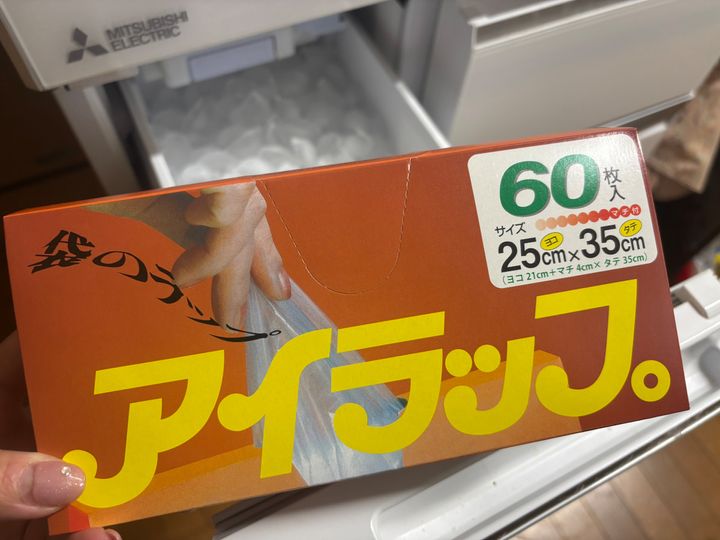 MITSUBISHI
ELECTRIC
袋のラップ。
アイラップ。
60枚入
マチ付
サイズ
25cm×35cm
ヨコ
タテ
(ヨコ 21cm+マチ 4cm×タテ 35cm)